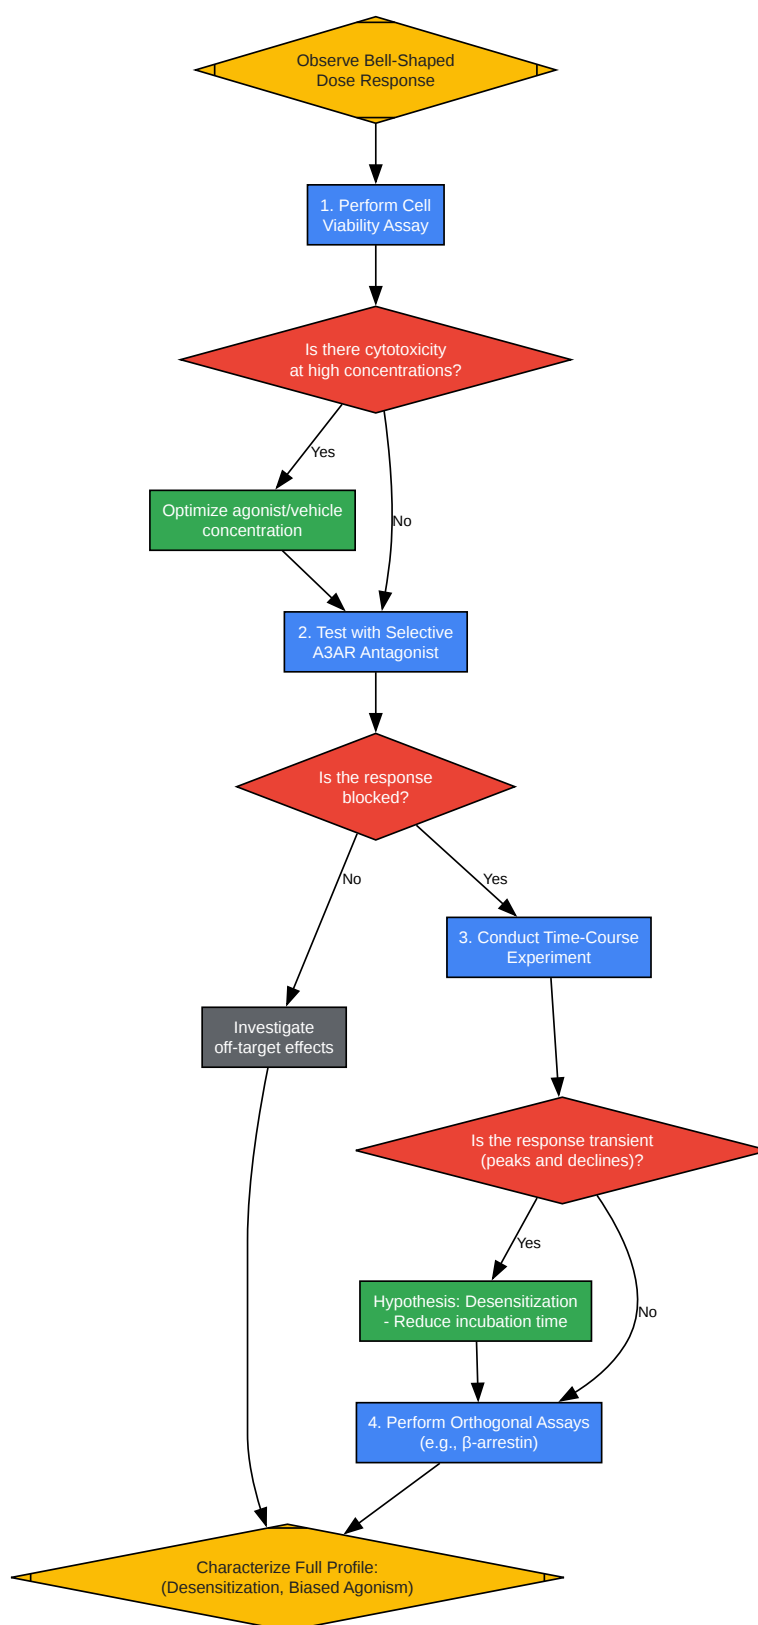 Observe Bell-Shaped
Dose Response
1. Perform Cell
Viability Assay
Is there cytotoxicity
at high concentrations?
Yes
Optimize agonist/vehicle
concentration
No
2. Test with Selective
A3AR Antagonist
Is the response
blocked?
No
Yes
3. Conduct Time-Course
Experiment
Investigate
off-target effects
Is the response transient
(peaks and declines)?
Yes
Hypothesis: Desensitization
- Reduce incubation time
No
4. Perform Orthogonal Assays
(e.g., β-arrestin)
Characterize Full Profile:
(Desensitization, Biased Agonism)